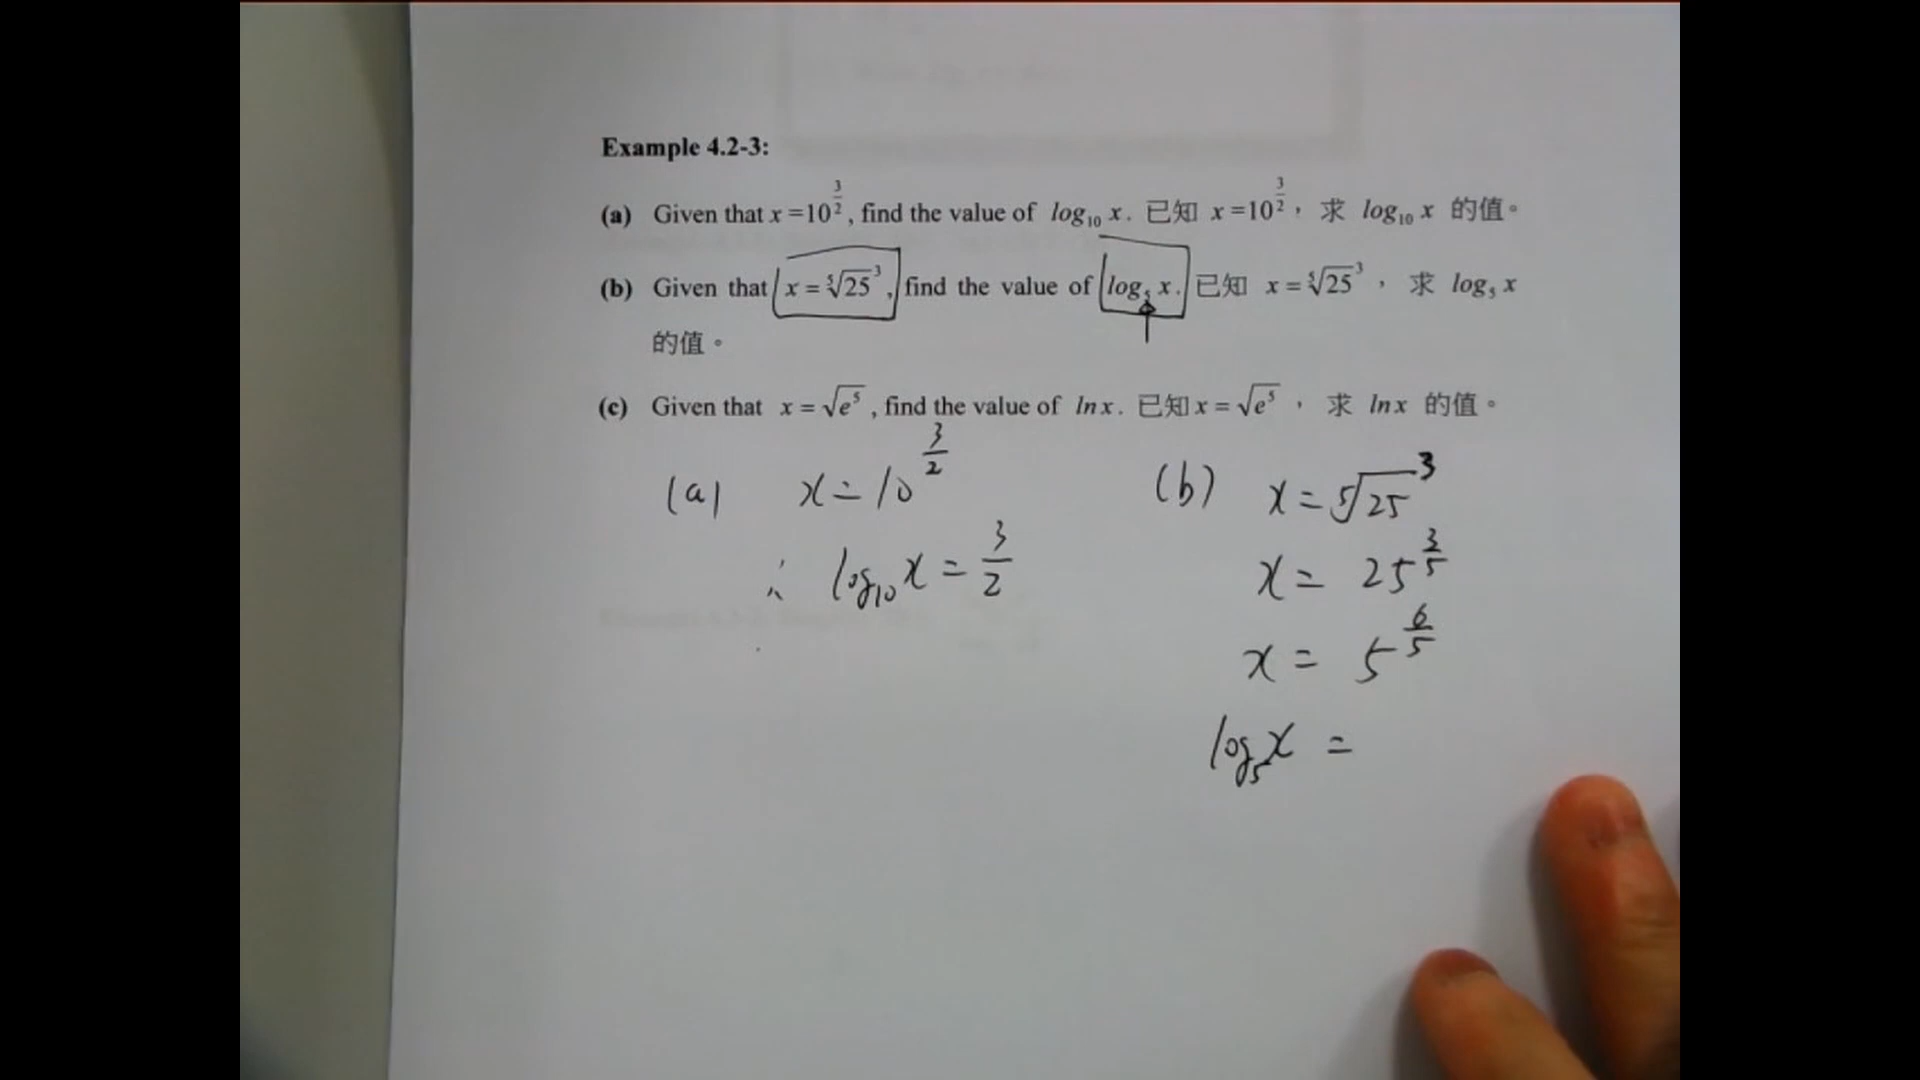 Example 4.2-3:
(a) Given that x=10^{3/2}, find the value of log₁₀ x. 已知 x=10^{3/2}, 求 log₁₀ x 的值。
(b) Given that x = ⁵√25³, find the value of log₅ x. 已知 x = ⁵√25³, 求 log₅ x
的值。
(c) Given that x = √e⁵, find the value of ln x. 已知 x = √e⁵, 求 ln x 的值。
(a) x = 10^{3/2}
∴ log₁₀ x = 3/2
(b) x = ⁵√25³
x = 25^{3/5}
x = 5^{6/5}
log₅ x =